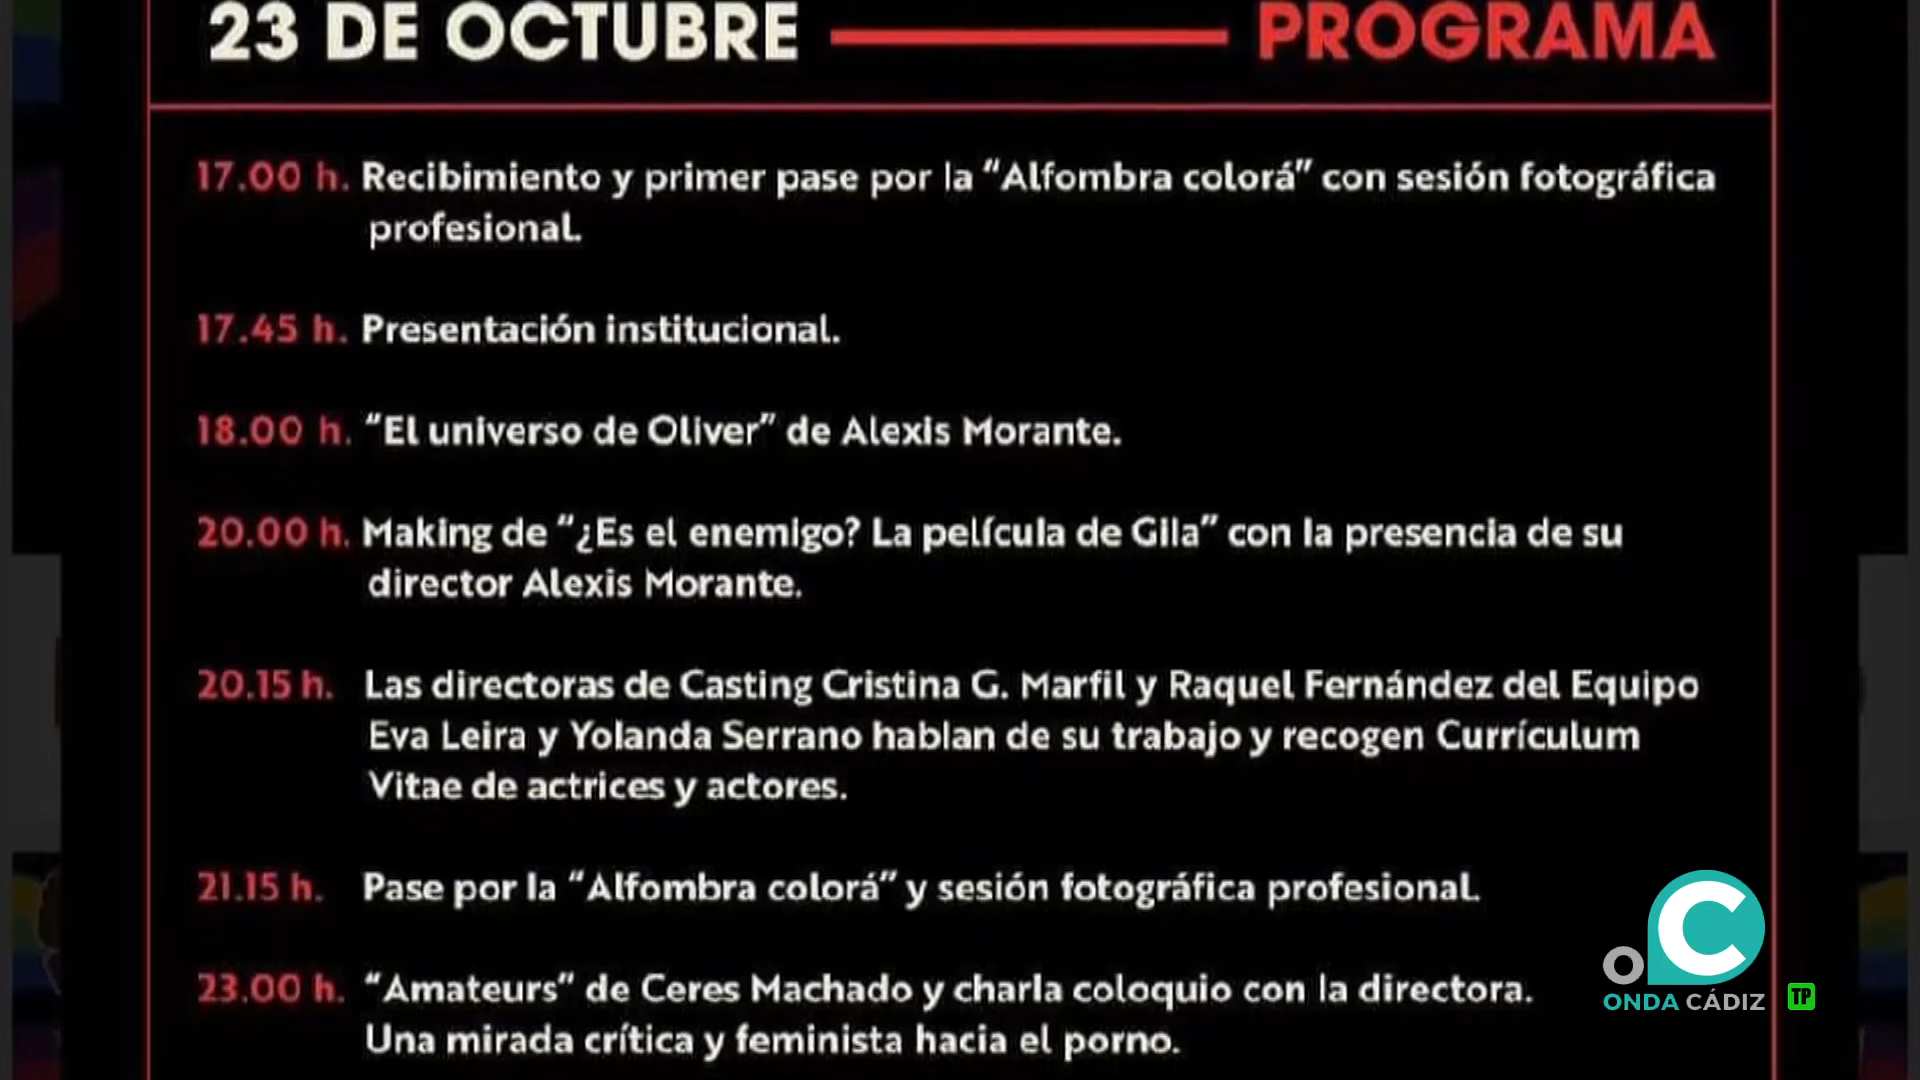 23 DE OCTUBRE PROGRAMA
17.00 h. Recibimiento y primer pase por la “Alfombra colorá” con sesión fotográfica
profesional.
17.45 h. Presentación institucional.
18.00 h. “El universo de Oliver” de Alexis Morante.
20.00 h. Making de “¿Es el enemigo? La película de Gila” con la presencia de su
director Alexis Morante.
20.15 h. Las directoras de Casting Cristina G. Marfil y Raquel Fernández del Equipo
Eva Leira y Yolanda Serrano hablan de su trabajo y recogen Currículum
Vitae de actrices y actores.
21.15 h. Pase por la “Alfombra colorá” y sesión fotográfica profesional.
23.00 h. “Amateurs” de Ceres Machado y charla coloquio con la directora.
Una mirada crítica y feminista hacia el porno.
OC
ONDA CÁDIZ TP